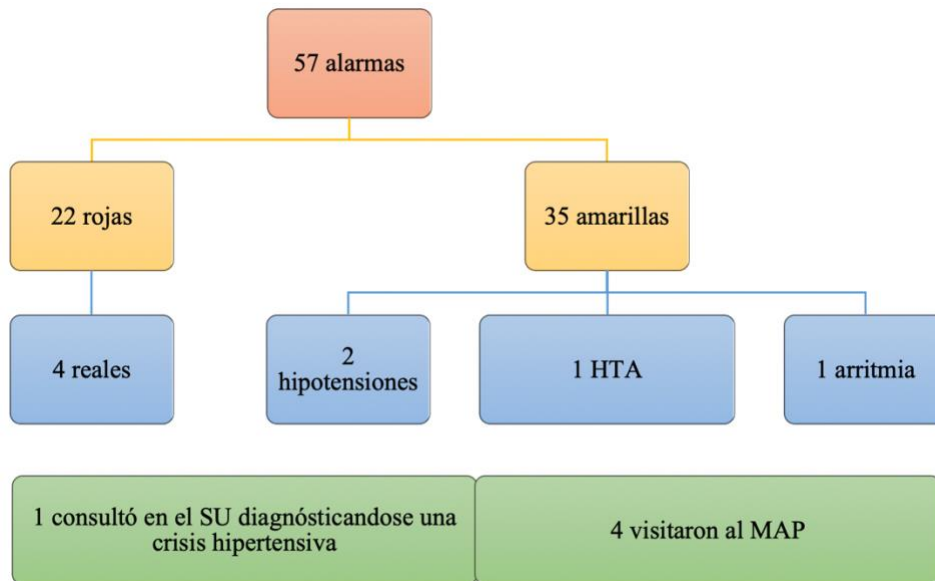 57 alarmas
22 rojas
35 amarillas
4 reales
2
hipotensiones
1 HTA
1 arritmia
1 consultó en el SU diagnósticandose una
crisis hipertensiva
4 visitaron al MAP